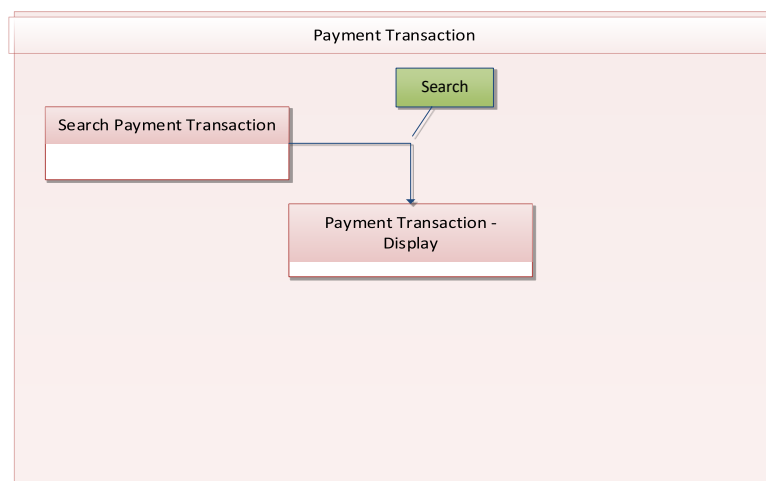 Payment Transaction
Search
Search Payment Transaction
Payment Transaction -
Display